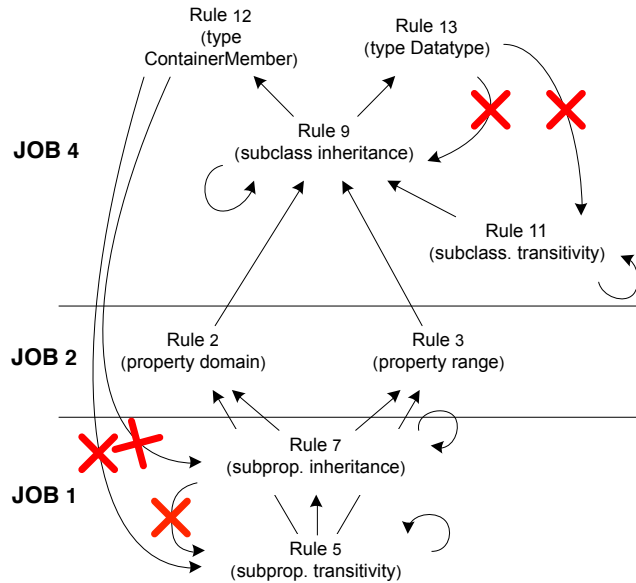 Rule 12
(type
ContainerMember)
Rule 13
(type Datatype)
JOB 4
Rule 9
(subclass inheritance)
Rule 11
(subclass. transitivity)
JOB 2
Rule 2
(property domain)
Rule 3
(property range)
JOB 1
Rule 7
(subprop. inheritance)
Rule 5
(subprop. transitivity)